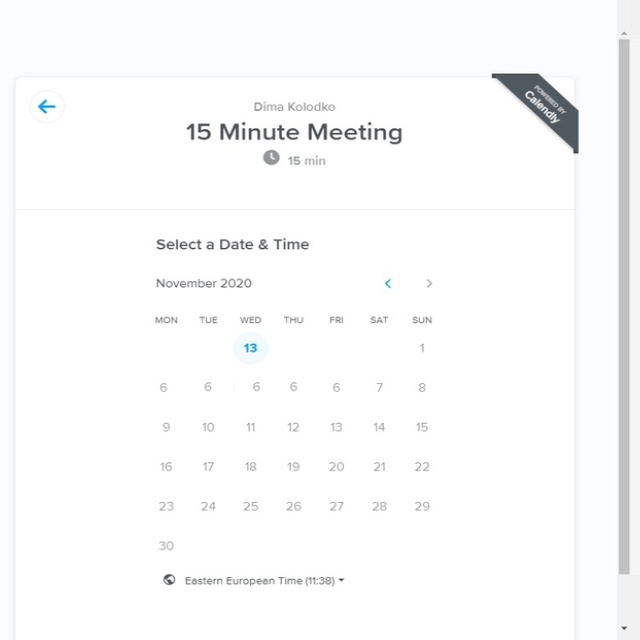 POWERED BY
Calendly
Dima Kolodko
15 Minute Meeting
15 min
Select a Date & Time
November 2020
MON TUE WED THU FRI SAT SUN
13 1
6 6 6 6 6 7 8
9 10 11 12 13 14 15
16 17 18 19 20 21 22
23 24 25 26 27 28 29
30
Eastern European Time (11:38)